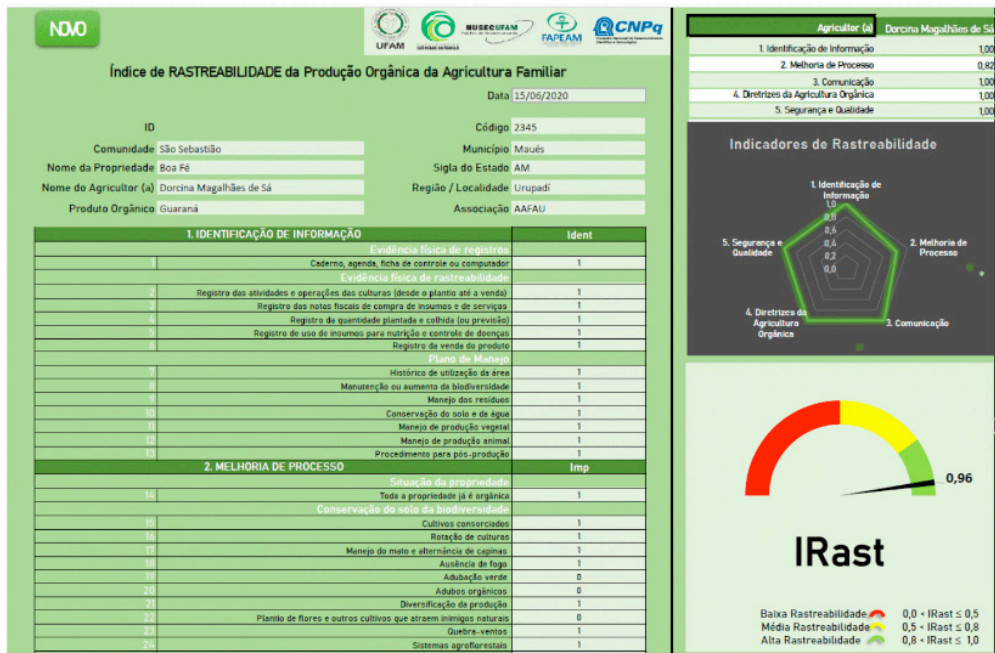 NOVO
UFAM
NUSECUFAM
FAPEAM
CNPq
Índice de RASTREABILIDADE da Produção Orgânica da Agricultura Familiar
Data 15/06/2020
ID
Código 2345
Comunidade São Sebastião
Município Maués
Nome da Propriedade Boa Fé
Sigla do Estado AM
Nome do Agricultor (a) Dorcina Magalhães de Sá
Região / Localidade Urupadí
Produto Orgânico Guaraná
Associação AAFAU
1. IDENTIFICAÇÃO DE INFORMAÇÃO Ident
Evidência física de registros
1 Caderno, agenda, ficha de controle ou computador 1
Evidência física de rastreabilidade
2 Registro das atividades e operações das culturas (desde o plantio até a venda) 1
3 Registro das notas fiscais de compra de insumos e de serviços 1
4 Registro da quantidade plantada e colhida (ou previsão) 1
5 Registro de uso de insumos para nutrição e controle de doenças 1
6 Registro da venda do produto 1
Plano de Manejo
7 Histórico de utilização da área 1
8 Manutenção ou aumento da biodiversidade 1
9 Manejo dos resíduos 1
10 Conservação do solo e da água 1
11 Manejo de produção vegetal 1
12 Manejo de produção animal 1
13 Procedimento para pós-produção 1
2. MELHORIA DE PROCESSO Imp
Situação da propriedade
14 Toda a propriedade já é orgânica 1
Conservação do solo da biodiversidade
15 Cultivos consorciados 1
16 Rotação de culturas 1
17 Manejo do mato e alternância de capinas 1
18 Ausência de fogo 1
19 Adubação verde 0
20 Adubos orgânicos 0
21 Diversificação da produção 1
22 Plantio de flores e outros cultivos que atraem inimigos naturais 0
23 Quebra-ventos 1
24 Sistemas agroflorestais 1
Agricultor (a) Dorcina Magalhães de Sá
1. Identificação de Informação 1,00
2. Melhoria de Processo 0,82
3. Comunicação 1,00
4. Diretrizes da Agricultura Orgânica 1,00
5. Segurança e Qualidade 1,00
Indicadores de Rastreabilidade
1. Identificação de
Informação
1,0
0,8
0,6
0,4
0,2
0,0
5. Segurança e
Qualidade
2. Melhoria de
Processo
4. Diretrizes da
Agricultura
Orgânica
3. Comunicação
0,96
IRast
Baixa Rastreabilidade 0,0 < IRast ≤ 0,5
Média Rastreabilidade 0,5 < IRast ≤ 0,8
Alta Rastreabilidade 0,8 < IRast ≤ 1,0